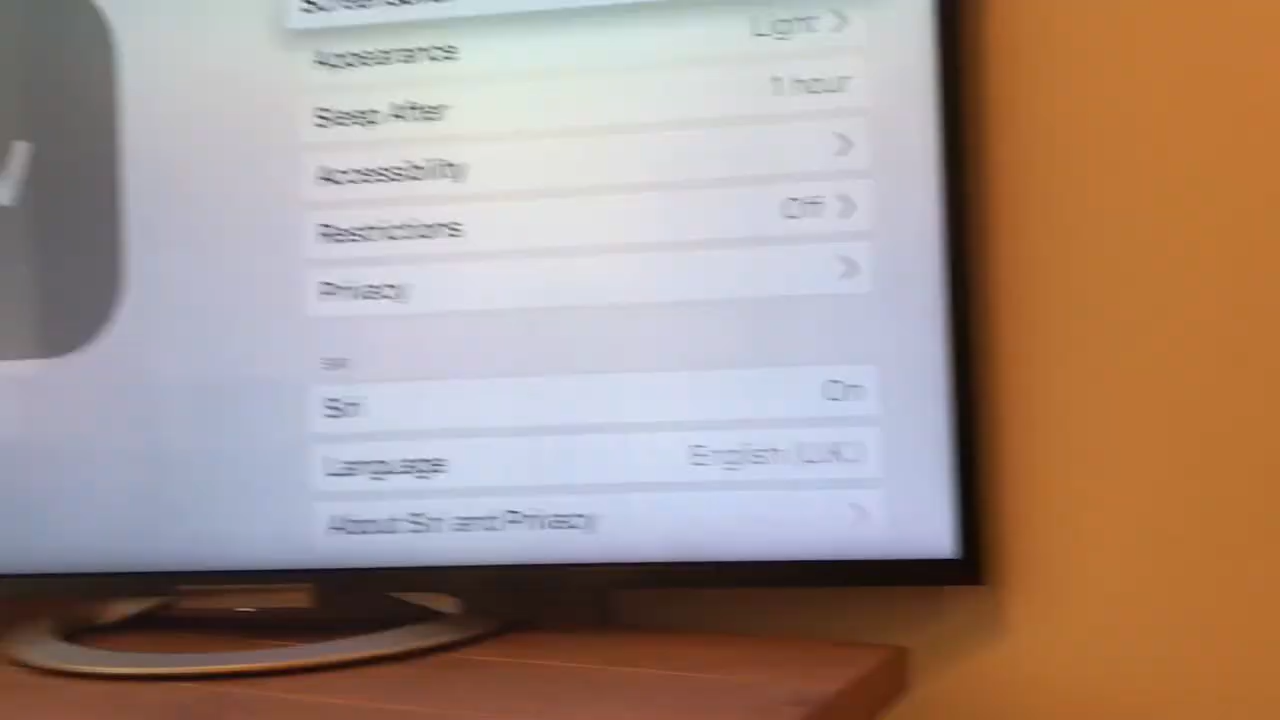 Appearance Light
Sleep After 1 hour
Accessibility
Restrictions Off
Privacy
Siri On
Language English (UK)
About Siri and Privacy